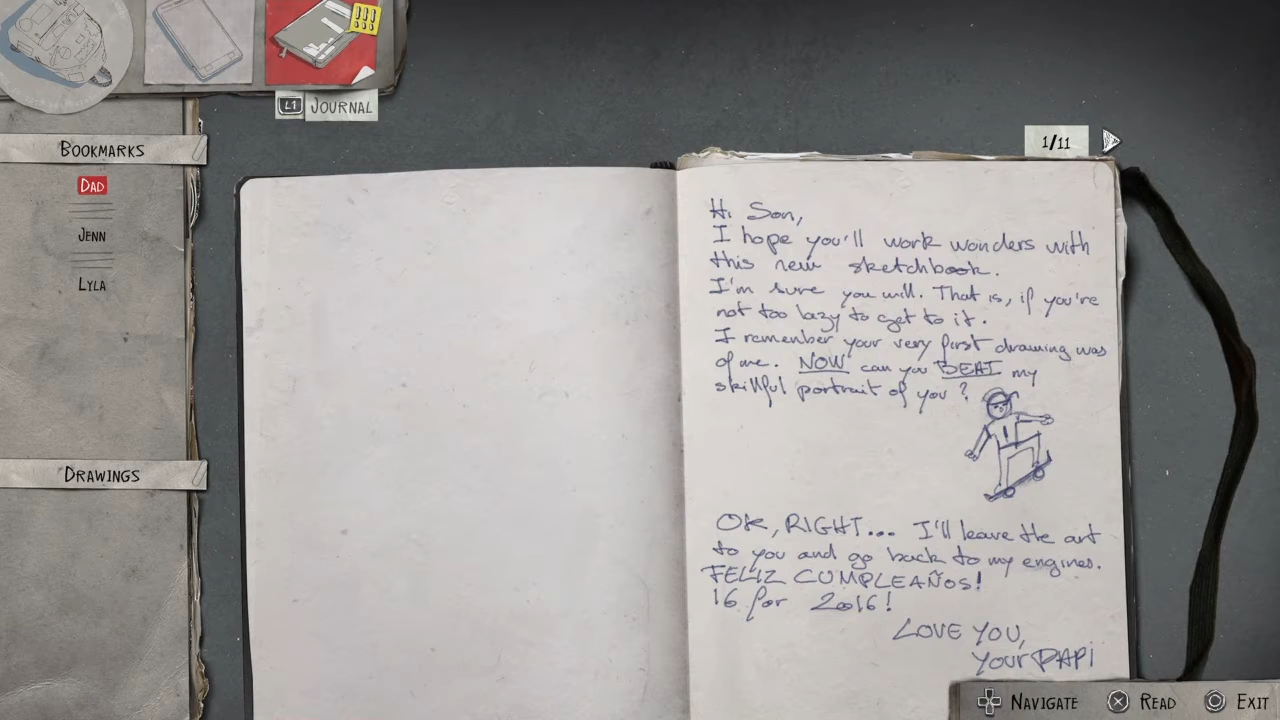 L1 JOURNAL
BOOKMARKS
DAD
JENN
LYLA
DRAWINGS
1/11
Hi Son,
I hope you'll work wonders with
this new sketchbook.
I'm sure you will. That is, if you're
not too lazy to get to it.
I remember your very first drawing was
of me. NOW can you BEAT my
skillful portrait of you?
OK, RIGHT... I'll leave the art
to you and go back to my engines.
FELIZ CUMPLEAÑOS!
16 for 2016!
LOVE YOU,
Your PAPI
NAVIGATE READ EXIT